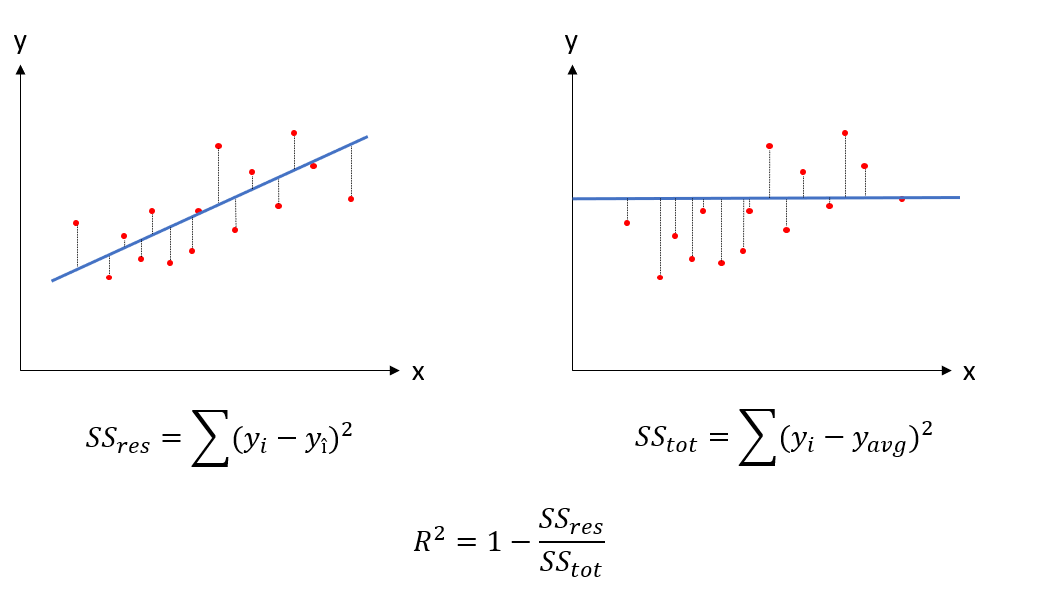 y
y
x
x
SS_res = ∑(y_i − y_î)²
SS_tot = ∑(y_i − y_avg)²
R² = 1 − SS_res / SS_tot